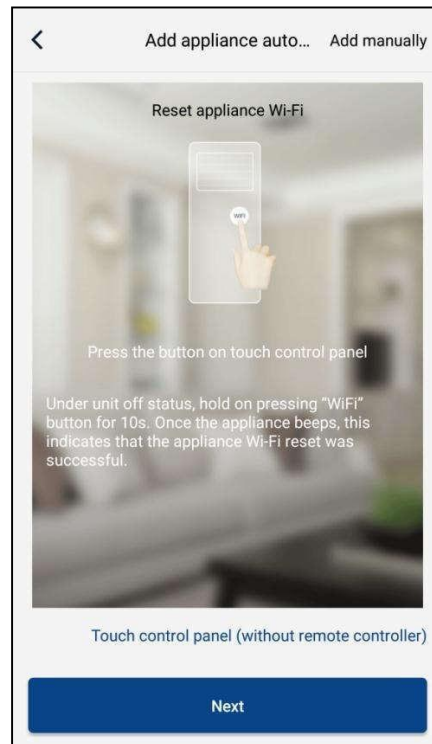 Add appliance auto... Add manually
Reset appliance Wi-Fi
WiFi
Press the button on touch control panel
Under unit off status, hold on pressing “WiFi”
button for 10s. Once the appliance beeps, this
indicates that the appliance Wi-Fi reset was
successful.
Touch control panel (without remote controller)
Next